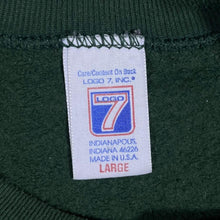 Care/Content On Back
LOGO 7, INC.®
LOGO
7
INDIANAPOLIS,
INDIANA 46226
MADE IN U.S.A.
LARGE